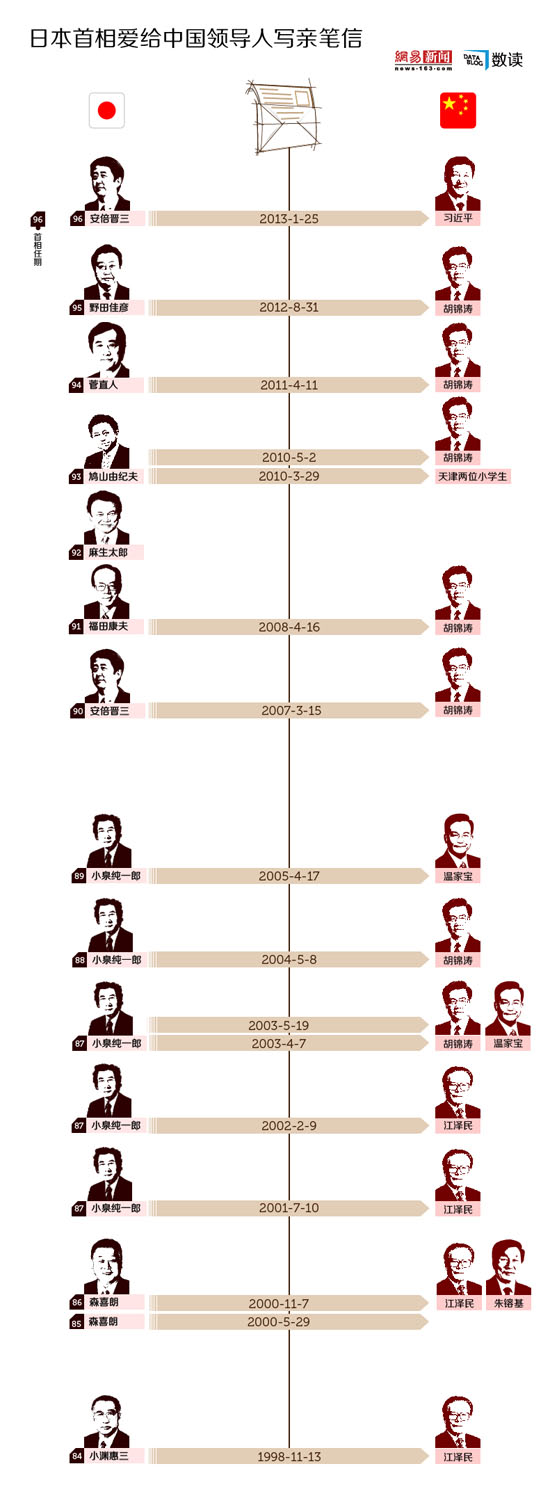 日本首相爱给中国领导人写亲笔信
網易 新闻
news·163·com
DATA BLOG 数读
96 首相任期
96 安倍晋三 2013-1-25 习近平
95 野田佳彦 2012-8-31 胡锦涛
94 菅直人 2011-4-11 胡锦涛
2010-5-2 胡锦涛
93 鸠山由纪夫 2010-3-29 天津两位小学生
92 麻生太郎
91 福田康夫 2008-4-16 胡锦涛
90 安倍晋三 2007-3-15 胡锦涛
89 小泉纯一郎 2005-4-17 温家宝
88 小泉纯一郎 2004-5-8 胡锦涛
2003-5-19
87 小泉纯一郎 2003-4-7 胡锦涛 温家宝
87 小泉纯一郎 2002-2-9 江泽民
87 小泉纯一郎 2001-7-10 江泽民
86 森喜朗 2000-11-7 江泽民 朱镕基
85 森喜朗 2000-5-29
84 小渊惠三 1998-11-13 江泽民